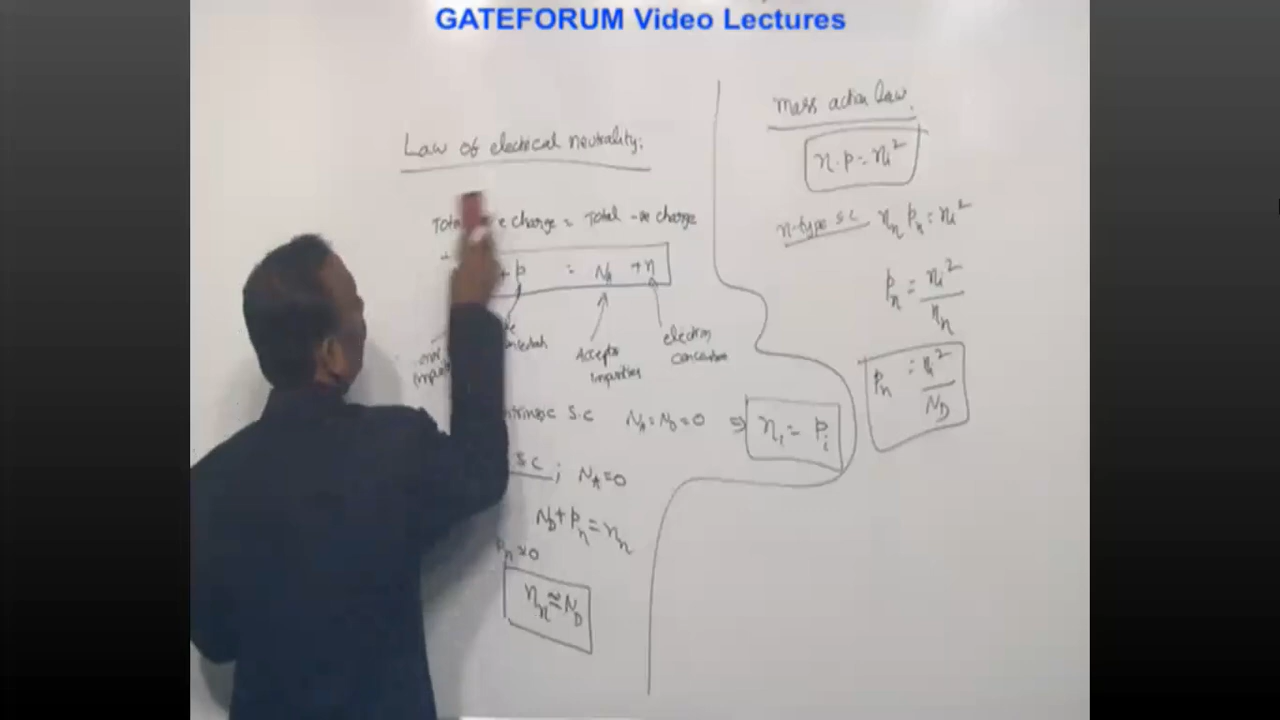 GATEFORUM Video Lectures
Law of electrical neutrality:
Total e charge = Total -ve charge
+ p = NA + n
Acceptor impurities
electron concentration
S.C NA = ND = 0 ⇒ ni = pi
S C ; NA = 0
ND + pn = nn
pn ≈ 0
nn ≅ ND
Mass action law.
n · p = ni²
n-type S C nn pn = ni²
pn = ni² / nn
pn = ni² / ND